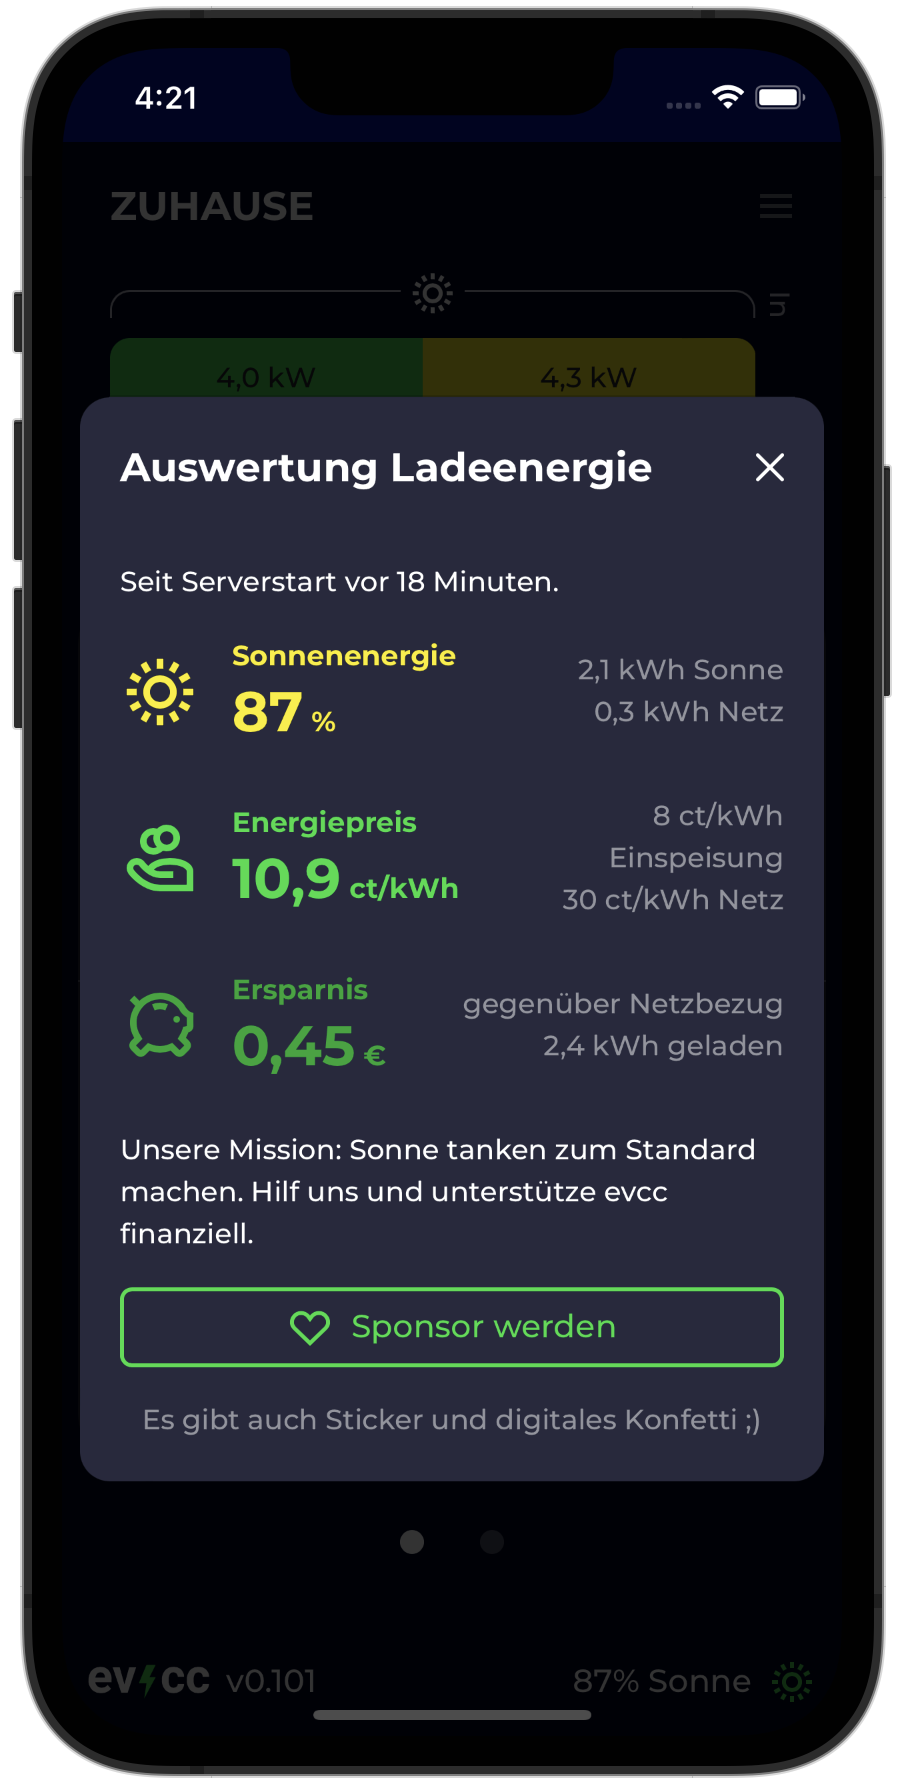 4:21
ZUHAUSE
4,0 kW
4,3 kW
Auswertung Ladeenergie
Seit Serverstart vor 18 Minuten.
Sonnenenergie
87 %
2,1 kWh Sonne
0,3 kWh Netz
Energiepreis
10,9 ct/kWh
8 ct/kWh
Einspeisung
30 ct/kWh Netz
Ersparnis
0,45 €
gegenüber Netzbezug
2,4 kWh geladen
Unsere Mission: Sonne tanken zum Standard
machen. Hilf uns und unterstütze evcc
finanziell.
Sponsor werden
Es gibt auch Sticker und digitales Konfetti ;)
evcc v0.101
87% Sonne